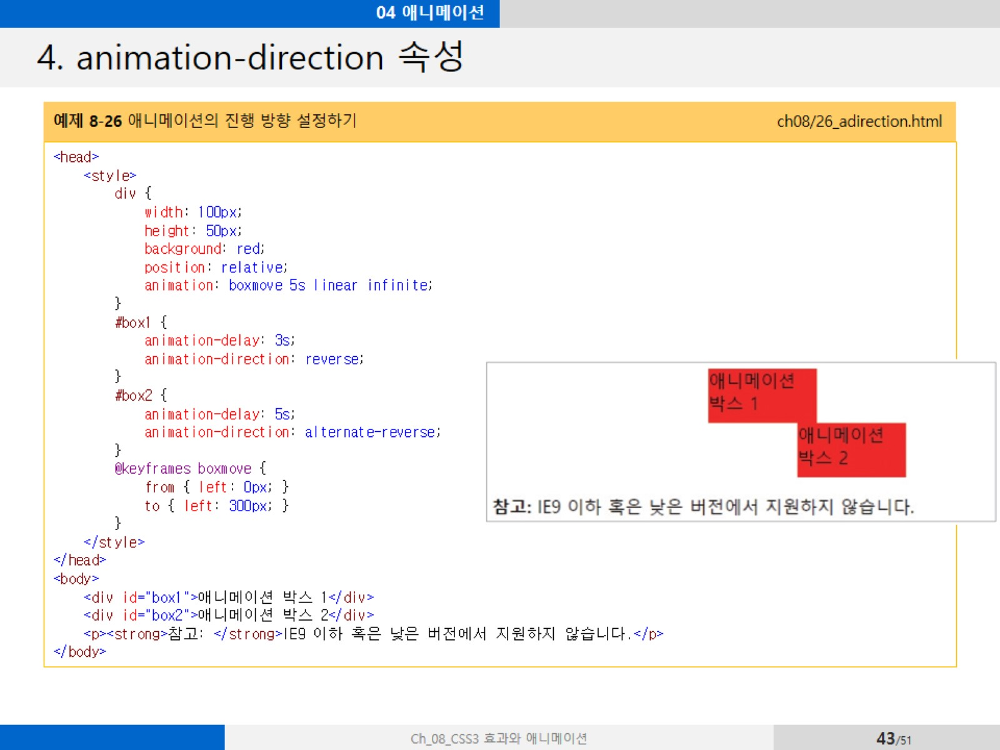 04 애니메이션
4. animation-direction 속성
예제 8-26 애니메이션의 진행 방향 설정하기 ch08/26_adirection.html
<head>
<style>
div {
width: 100px;
height: 50px;
background: red;
position: relative;
animation: boxmove 5s linear infinite;
}
#box1 {
animation-delay: 3s;
animation-direction: reverse;
}
#box2 {
animation-delay: 5s;
animation-direction: alternate-reverse;
}
@keyframes boxmove {
from { left: 0px; }
to { left: 300px; }
}
</style>
</head>
<body>
<div id="box1">애니메이션 박스 1</div>
<div id="box2">애니메이션 박스 2</div>
<p><strong>참고: </strong>IE9 이하 혹은 낮은 버전에서 지원하지 않습니다.</p>
</body>
애니메이션
박스 1
애니메이션
박스 2
참고: IE9 이하 혹은 낮은 버전에서 지원하지 않습니다.
Ch_08_CSS3 효과와 애니메이션
43/51